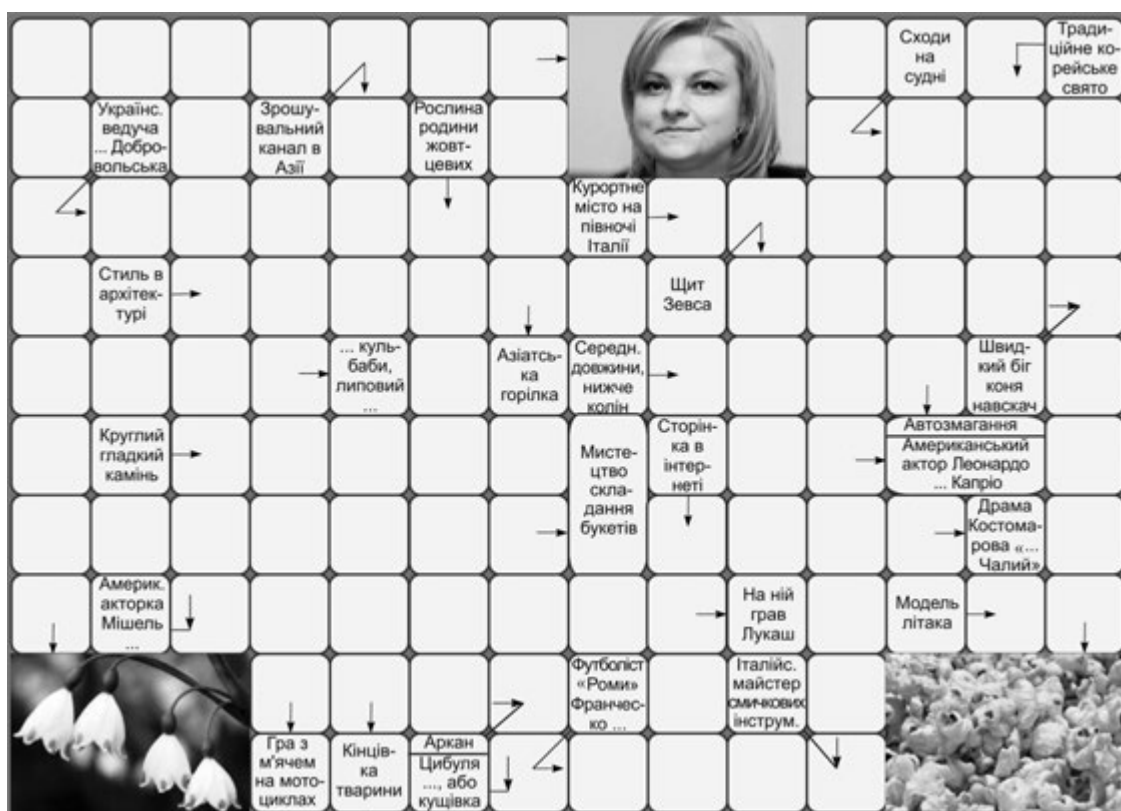 Сходи
на
судні
Тради-
ційне ко-
рейське
свято
Українс.
ведуча
... Добро-
вольська
Зрошу-
вальний
канал в
Азії
Рослина
родини
жовт-
цевих
Курортне
місто на
півночі
Італії
Стиль в
архітек-
турі
Щит
Зевса
... куль-
баби,
липовий
...
Азіатсь-
ка
горілка
Середн.
довжини,
нижче
колін
Швид-
кий біг
коня
навскач
Круглий
гладкий
камінь
Мисте-
цтво
скла-
дання
букетів
Сторін-
ка в
інтер-
неті
Автозмагання
Американський
актор Леонардо
... Капріо
Драма
Костома-
рова «...
Чалий»
Америк.
акторка
Мішель
...
На ній
грав
Лукаш
Модель
літака
Футболіст
«Роми»
Франчес-
ко ...
Італійс.
майстер
смичкових
інструм.
Гра з
м'ячем
на мото-
циклах
Кінців-
ка
тварини
Аркан
Цибуля
..., або
кущівка